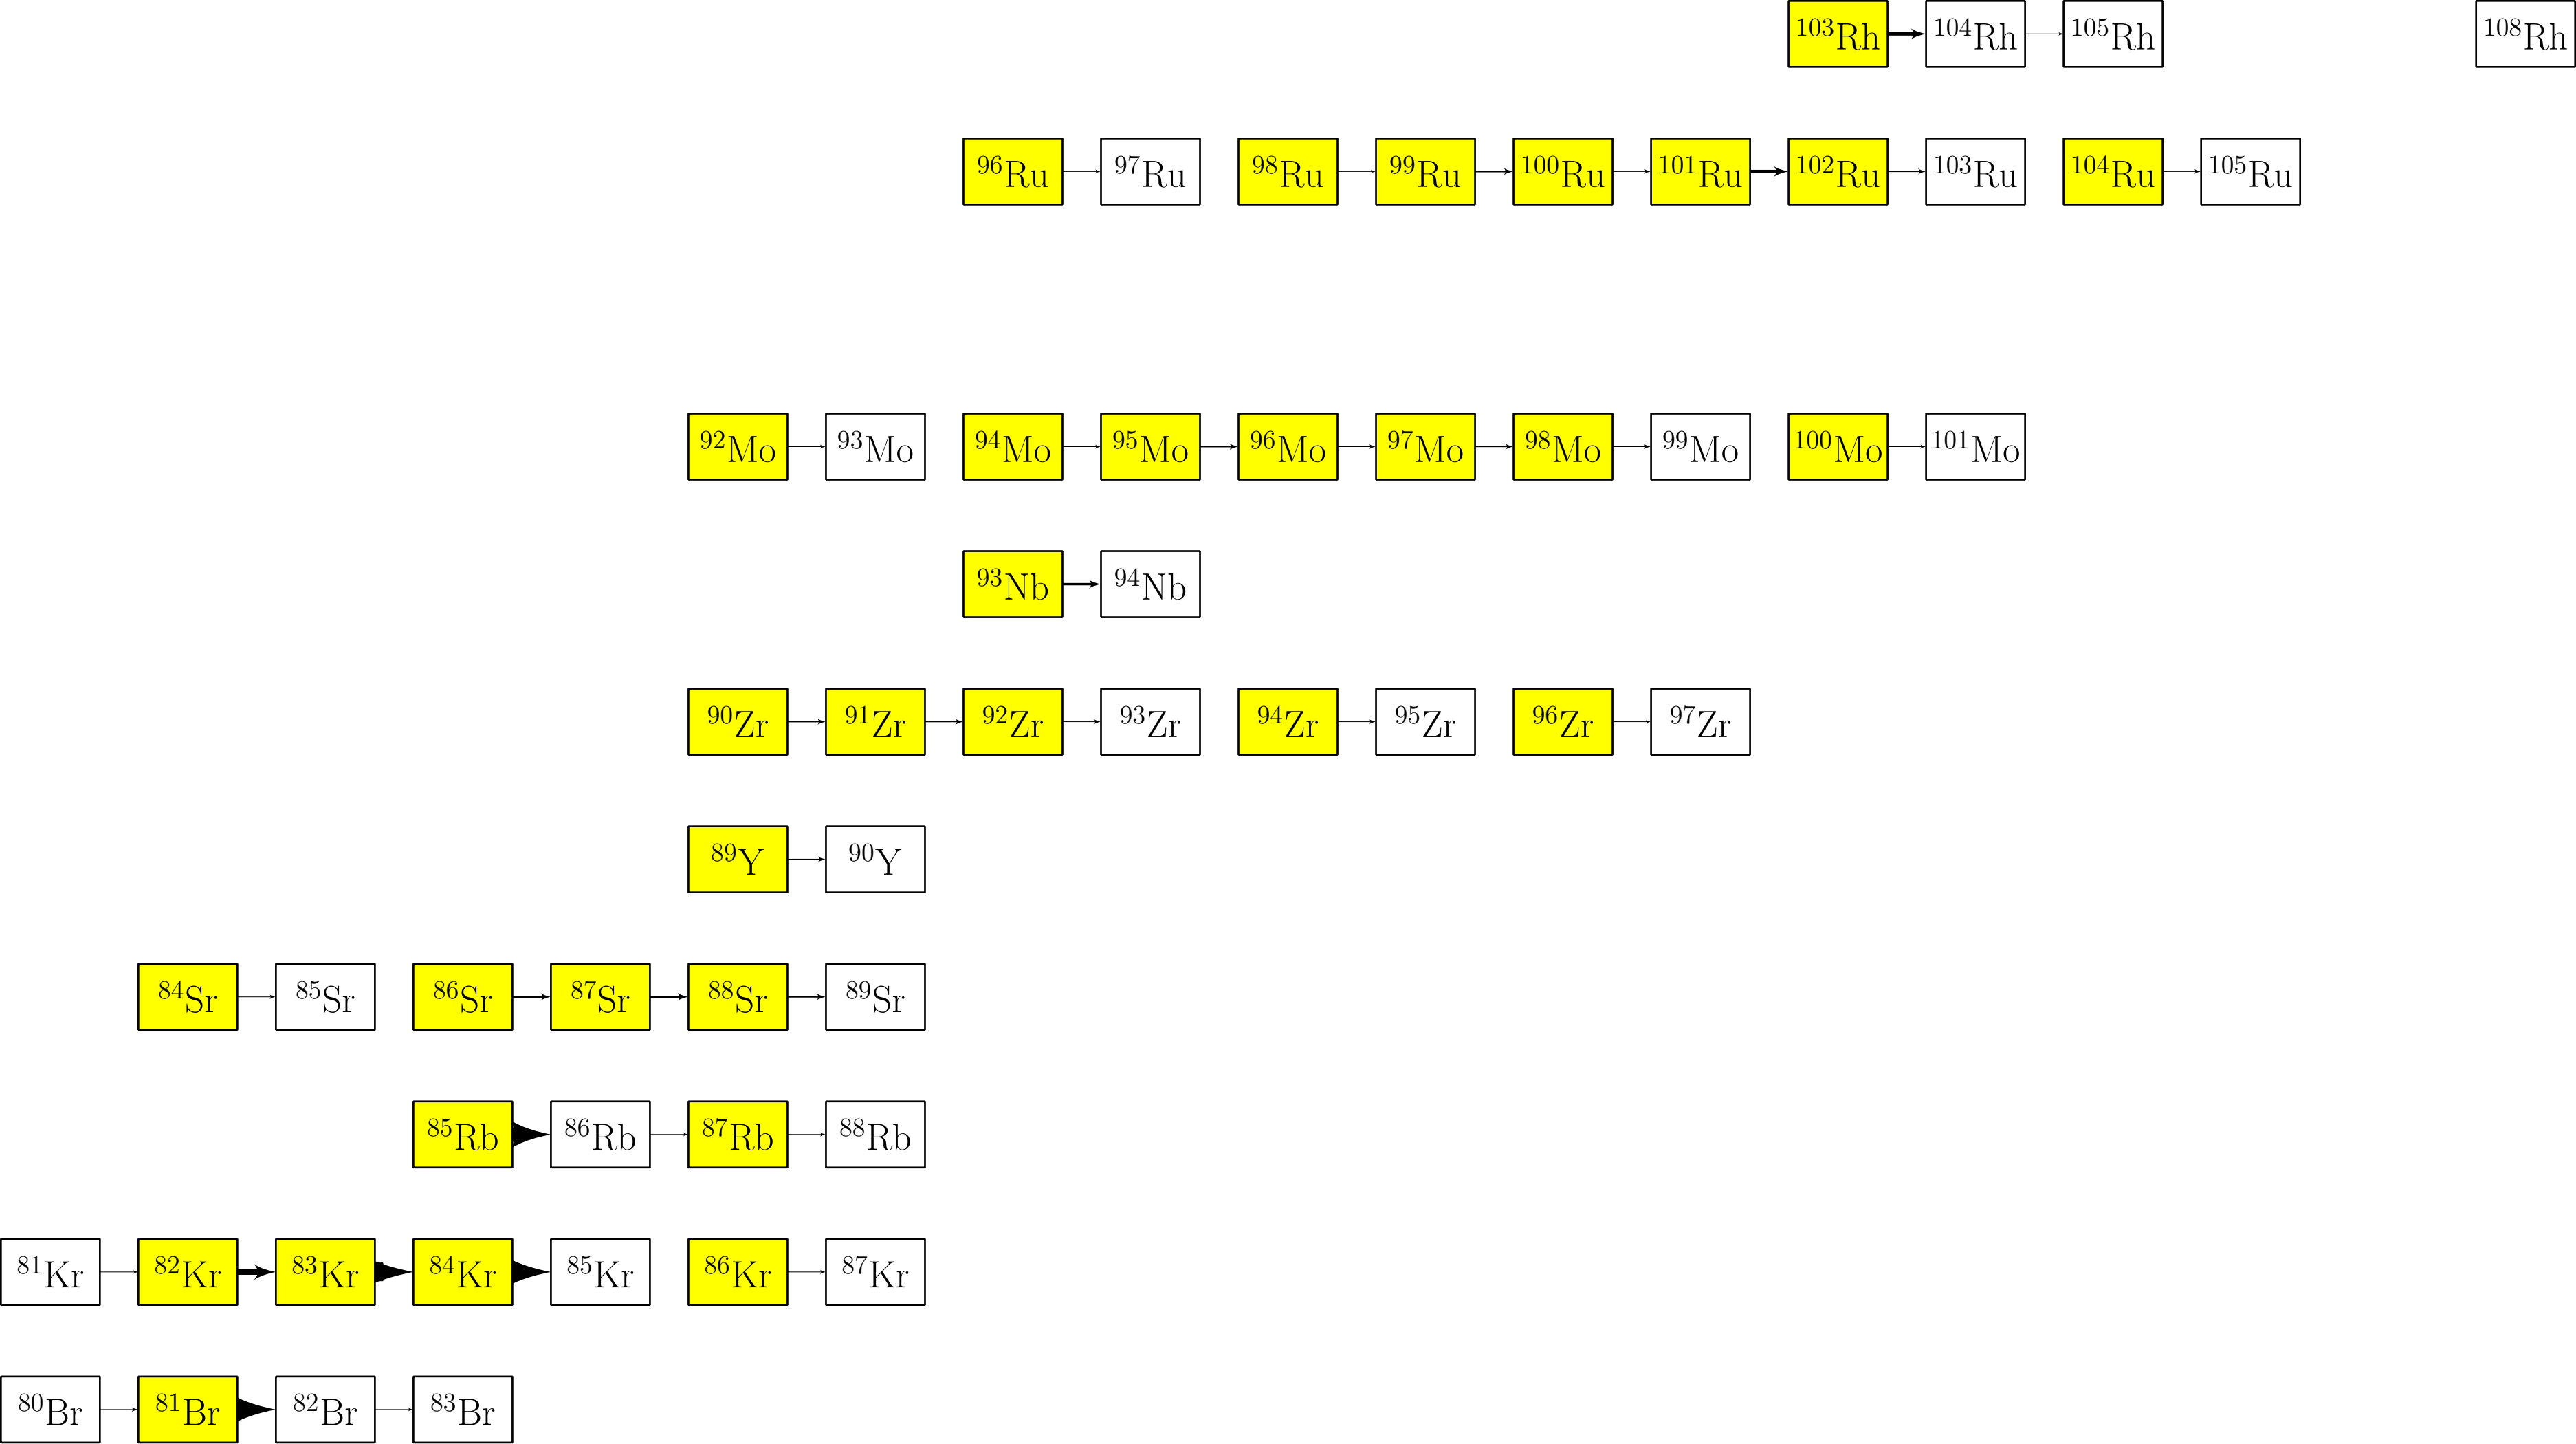 ¹⁰³Rh ¹⁰⁴Rh ¹⁰⁵Rh ¹⁰⁸Rh
⁹⁶Ru ⁹⁷Ru ⁹⁸Ru ⁹⁹Ru ¹⁰⁰Ru ¹⁰¹Ru ¹⁰²Ru ¹⁰³Ru ¹⁰⁴Ru ¹⁰⁵Ru
⁹²Mo ⁹³Mo ⁹⁴Mo ⁹⁵Mo ⁹⁶Mo ⁹⁷Mo ⁹⁸Mo ⁹⁹Mo ¹⁰⁰Mo ¹⁰¹Mo
⁹³Nb ⁹⁴Nb
⁹⁰Zr ⁹¹Zr ⁹²Zr ⁹³Zr ⁹⁴Zr ⁹⁵Zr ⁹⁶Zr ⁹⁷Zr
⁸⁹Y ⁹⁰Y
⁸⁴Sr ⁸⁵Sr ⁸⁶Sr ⁸⁷Sr ⁸⁸Sr ⁸⁹Sr
⁸⁵Rb ⁸⁶Rb ⁸⁷Rb ⁸⁸Rb
⁸¹Kr ⁸²Kr ⁸³Kr ⁸⁴Kr ⁸⁵Kr ⁸⁶Kr ⁸⁷Kr
⁸⁰Br ⁸¹Br ⁸²Br ⁸³Br